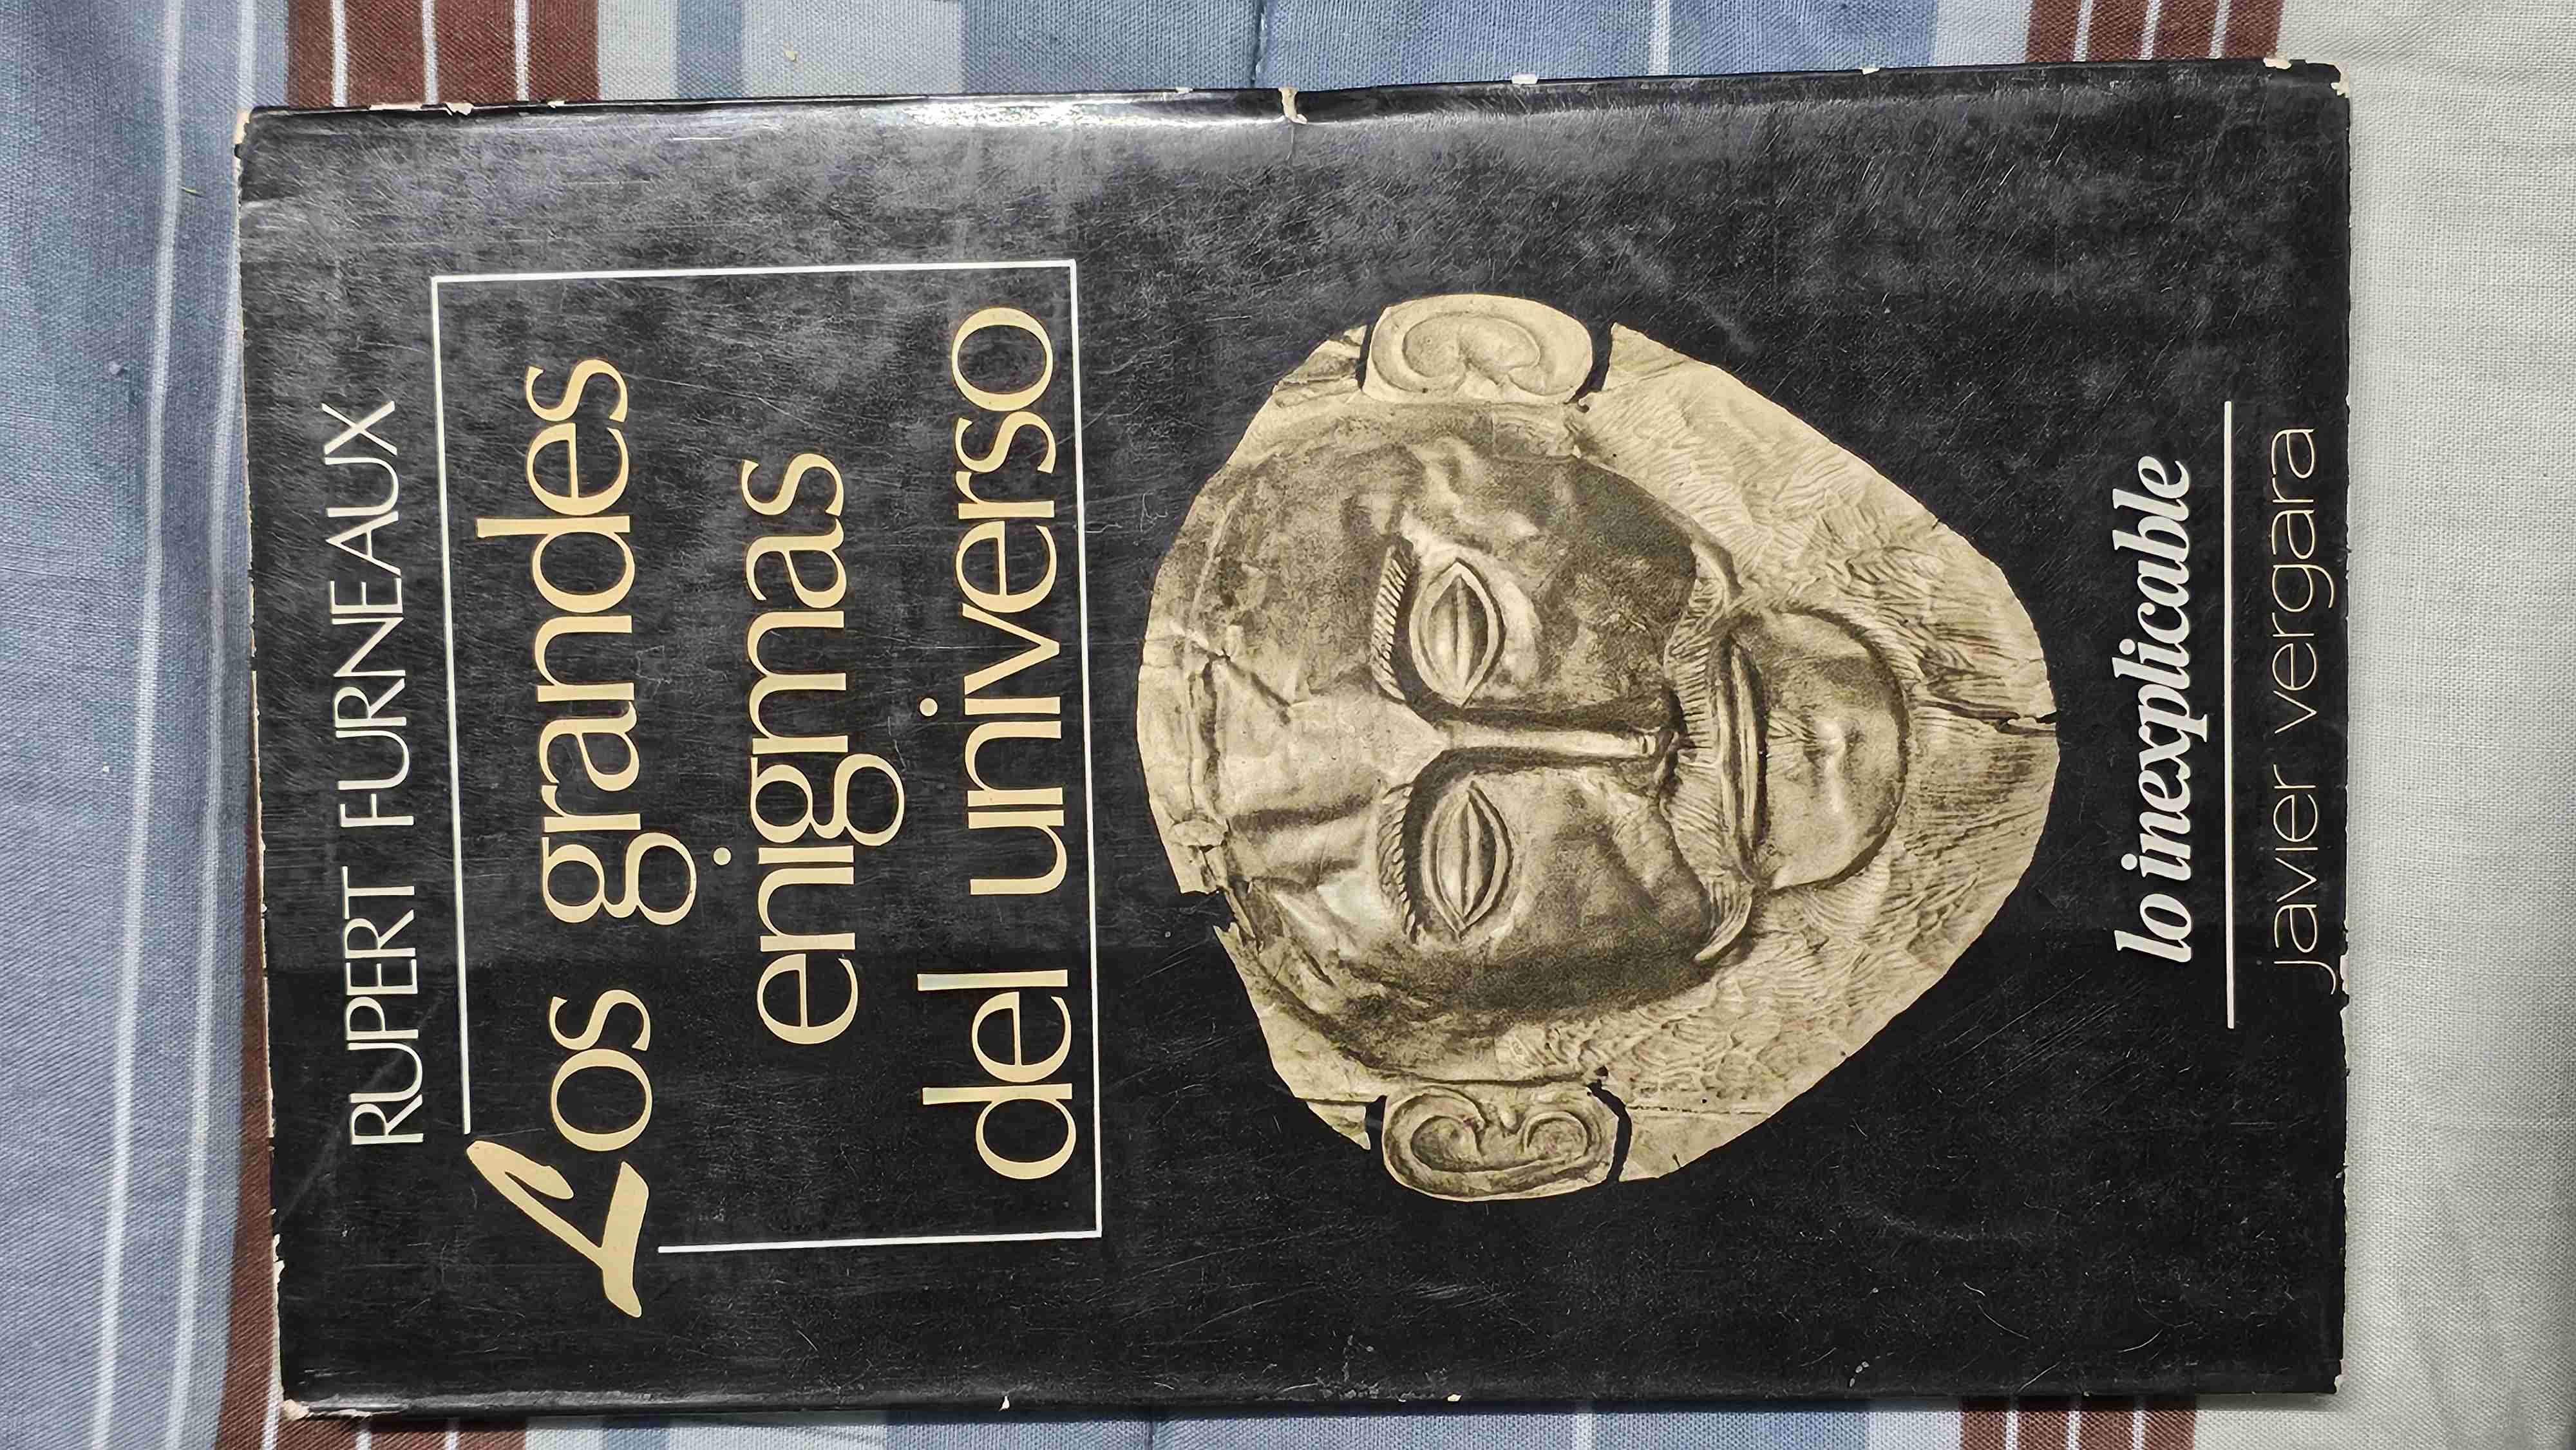 RUPERT FURNEAUX
Los grandes
enigmas
del universo
lo inexplicable
javier vergara